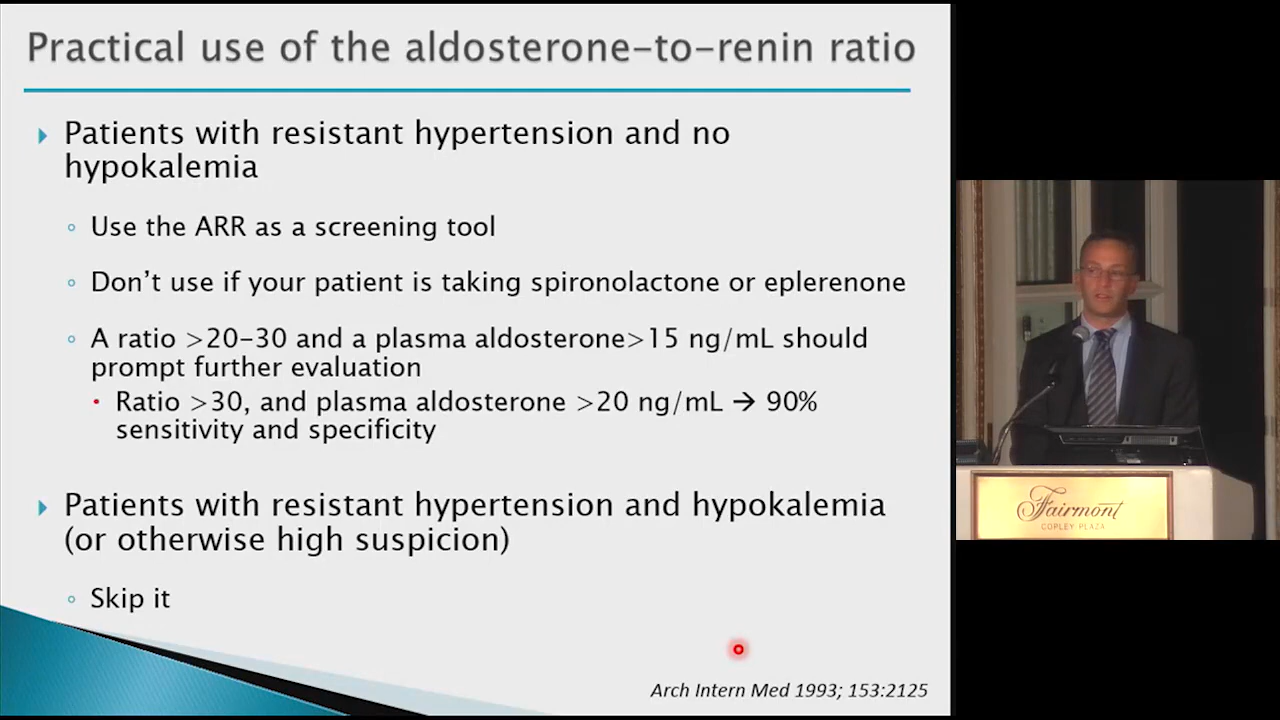 Practical use of the aldosterone-to-renin ratio
Patients with resistant hypertension and no
hypokalemia
Use the ARR as a screening tool
Don't use if your patient is taking spironolactone or eplerenone
A ratio >20-30 and a plasma aldosterone>15 ng/mL should
prompt further evaluation
Ratio >30, and plasma aldosterone >20 ng/mL → 90%
sensitivity and specificity
Patients with resistant hypertension and hypokalemia
(or otherwise high suspicion)
Skip it
Arch Intern Med 1993; 153:2125
Fairmont
COPLEY PLAZA